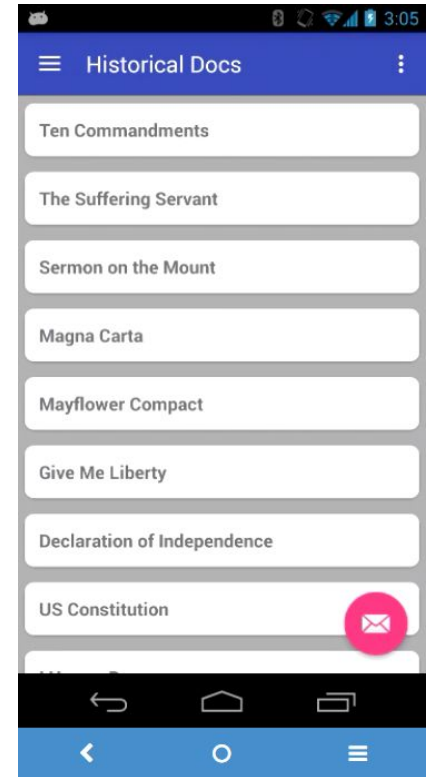 3:05
Historical Docs
Ten Commandments
The Suffering Servant
Sermon on the Mount
Magna Carta
Mayflower Compact
Give Me Liberty
Declaration of Independence
US Constitution